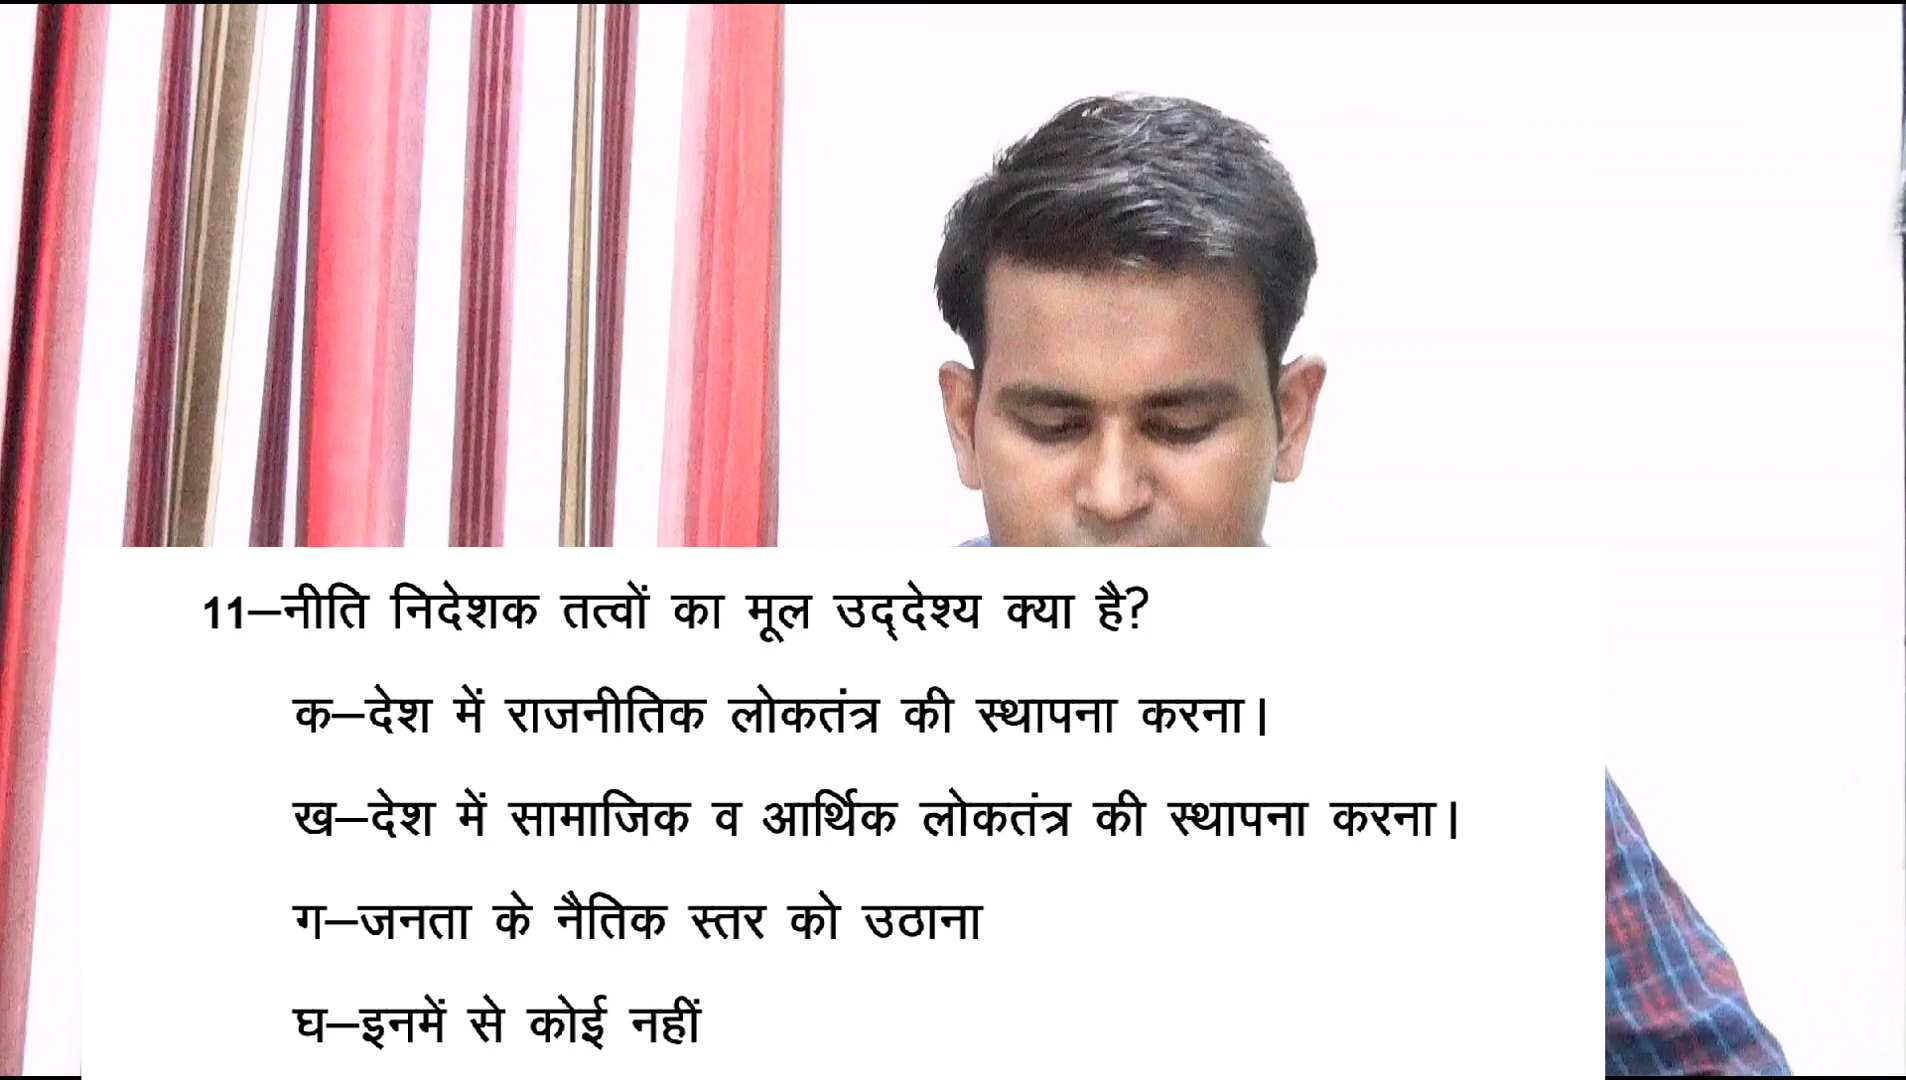 11–नीति निदेशक तत्वों का मूल उद्‌देश्य क्या है?
क–देश में राजनीतिक लोकतंत्र की स्थापना करना।
ख–देश में सामाजिक व आर्थिक लोकतंत्र की स्थापना करना।
ग–जनता के नैतिक स्तर को उठाना
घ–इनमें से कोई नहीं